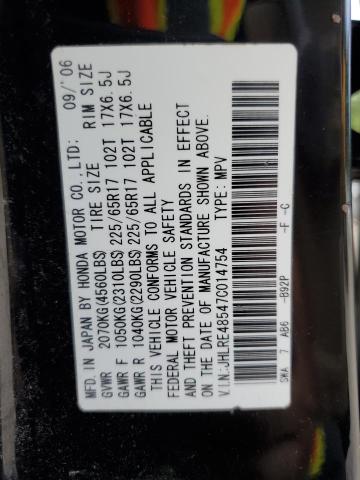 MFD. IN JAPAN BY HONDA MOTOR CO.,LTD: 09/'06
TIRE SIZE RIM SIZE
GVWR 2070KG(4560LBS)
GAWR F 1050KG(2310LBS) 225/65R17 102T 17X6.5J
GAWR R 1040KG(2290LBS) 225/65R17 102T 17X6.5J
THIS VEHICLE CONFORMS TO ALL APPLICABLE
FEDERAL MOTOR VEHICLE SAFETY
AND THEFT PREVENTION STANDARDS IN EFFECT
ON THE DATE OF MANUFACTURE SHOWN ABOVE.
V.I.N.:JHLRE48547C014754 TYPE: MPV
SWA 7 AB6 -B92P -F -C